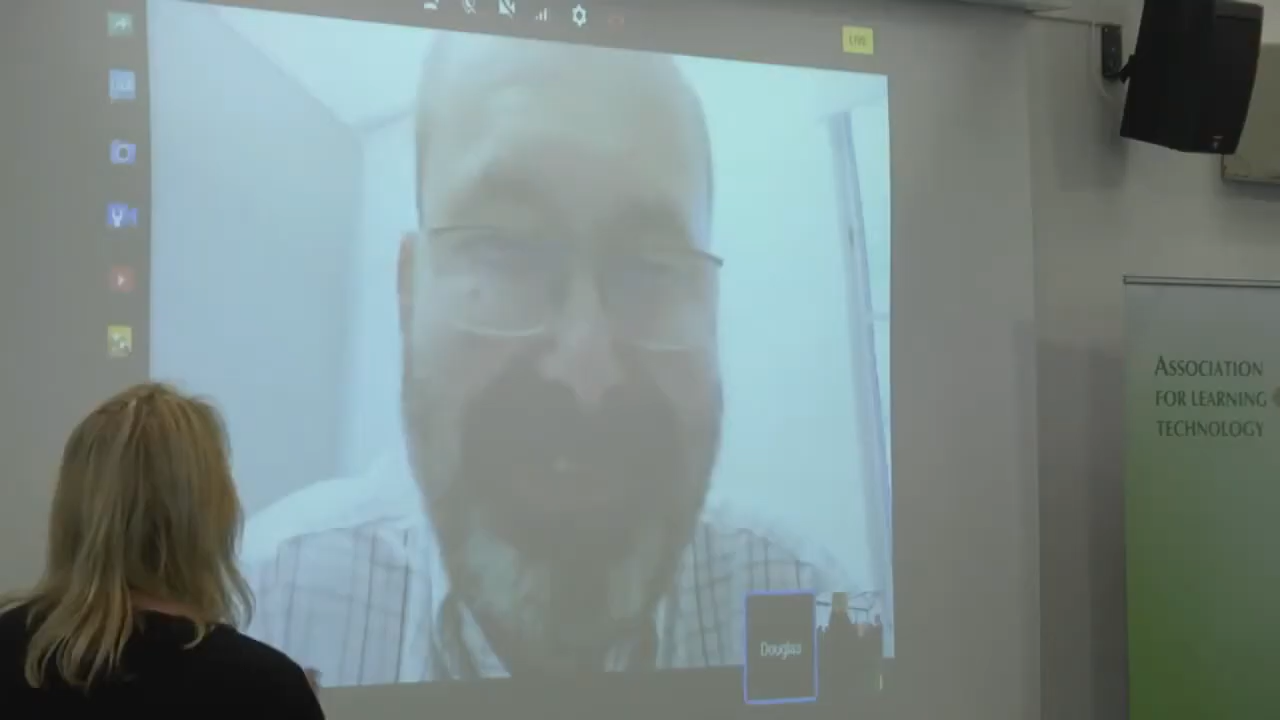 LIVE
Douglas
ASSOCIATION
FOR LEARNING
TECHNOLOGY